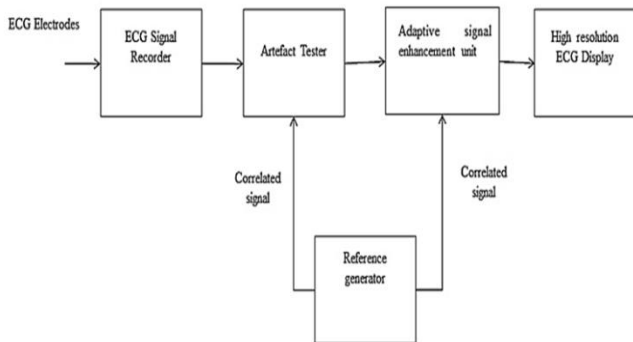 ECG Electrodes
ECG Signal
Recorder
Artefact Tester
Adaptive signal
enhancement unit
High resolution
ECG Display
Correlated
signal
Correlated
signal
Reference
generator